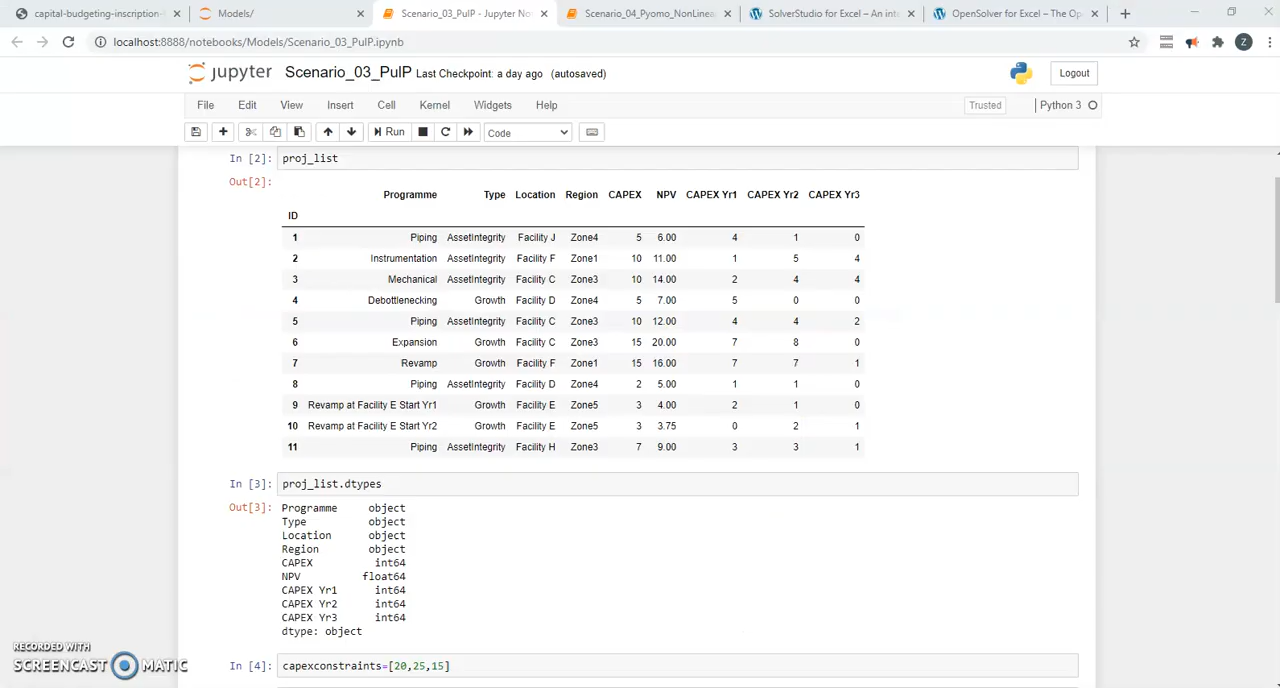 capital-budgeting-inscription-
Models/
Scenario_03_PulP - Jupyter No
Scenario_04_Pyomo_NonLinea
SolverStudio for Excel – An inte
OpenSolver for Excel – The Op
localhost:8888/notebooks/Models/Scenario_03_PulP.ipynb
Z
jupyter Scenario_03_PulP Last Checkpoint: a day ago (autosaved)
Logout
File Edit View Insert Cell Kernel Widgets Help
Trusted
Python 3
Run
Code
In [2]: proj_list
Out[2]:
Programme Type Location Region CAPEX NPV CAPEX Yr1 CAPEX Yr2 CAPEX Yr3
ID
1 Piping AssetIntegrity Facility J Zone4 5 6.00 4 1 0
2 Instrumentation AssetIntegrity Facility F Zone1 10 11.00 1 5 4
3 Mechanical AssetIntegrity Facility C Zone3 10 14.00 2 4 4
4 Debottlenecking Growth Facility D Zone4 5 7.00 5 0 0
5 Piping AssetIntegrity Facility C Zone3 10 12.00 4 4 2
6 Expansion Growth Facility C Zone3 15 20.00 7 8 0
7 Revamp Growth Facility F Zone1 15 16.00 7 7 1
8 Piping AssetIntegrity Facility D Zone4 2 5.00 1 1 0
9 Revamp at Facility E Start Yr1 Growth Facility E Zone5 3 4.00 2 1 0
10 Revamp at Facility E Start Yr2 Growth Facility E Zone5 3 3.75 0 2 1
11 Piping AssetIntegrity Facility H Zone3 7 9.00 3 3 1
In [3]: proj_list.dtypes
Out[3]: Programme object
Type object
Location object
Region object
CAPEX int64
NPV float64
CAPEX Yr1 int64
CAPEX Yr2 int64
CAPEX Yr3 int64
dtype: object
In [4]: capexconstraints=[20,25,15]
RECORDED WITH
SCREENCAST MATIC